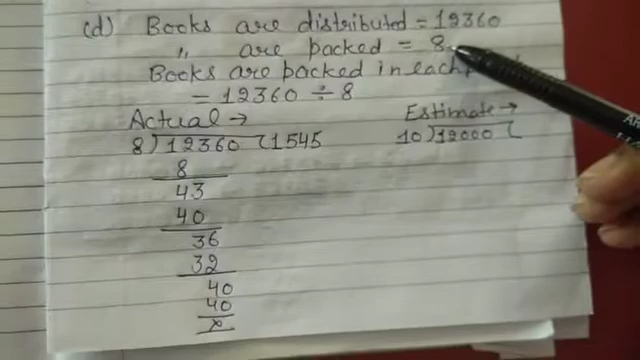 (d) Books are distributed = 12360
" are packed = 8
Books are packed in each
= 12360 ÷ 8
Actual → Estimate →
8)12360(1545 10)12000(
8
43
40
36
32
40
40
x